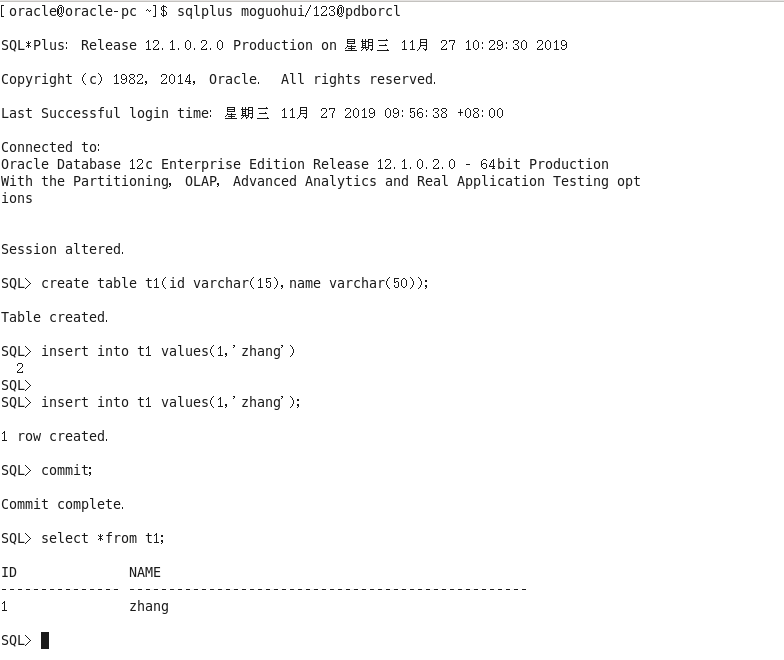 [oracle@oracle-pc ~]$ sqlplus moguohui/123@pdborcl
SQL*Plus: Release 12.1.0.2.0 Production on 星期三 11月 27 10:29:30 2019
Copyright (c) 1982, 2014, Oracle.  All rights reserved.
Last Successful login time: 星期三 11月 27 2019 09:56:38 +08:00
Connected to:
Oracle Database 12c Enterprise Edition Release 12.1.0.2.0 - 64bit Production
With the Partitioning, OLAP, Advanced Analytics and Real Application Testing opt
ions
Session altered.
SQL> create table t1(id varchar(15),name varchar(50));
Table created.
SQL> insert into t1 values(1,'zhang')
  2
SQL>
SQL> insert into t1 values(1,'zhang');
1 row created.
SQL> commit;
Commit complete.
SQL> select *from t1;
ID              NAME
--------------- --------------------------------------------------
1               zhang
SQL>